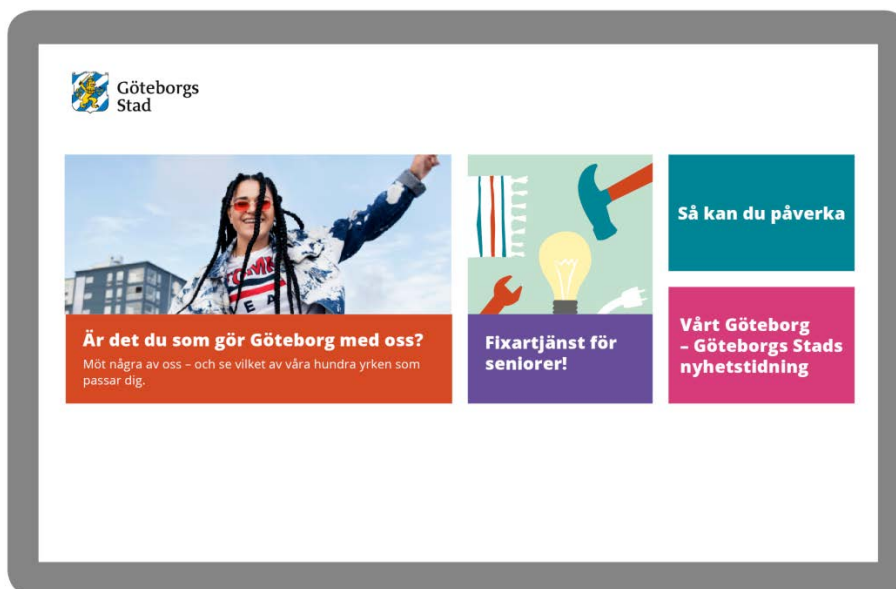 Göteborgs
Stad
Är det du som gör Göteborg med oss?
Möt några av oss – och se vilket av våra hundra yrken som
passar dig.
Fixartjänst för
seniorer!
Så kan du påverka
Vårt Göteborg
– Göteborgs Stads
nyhetstidning